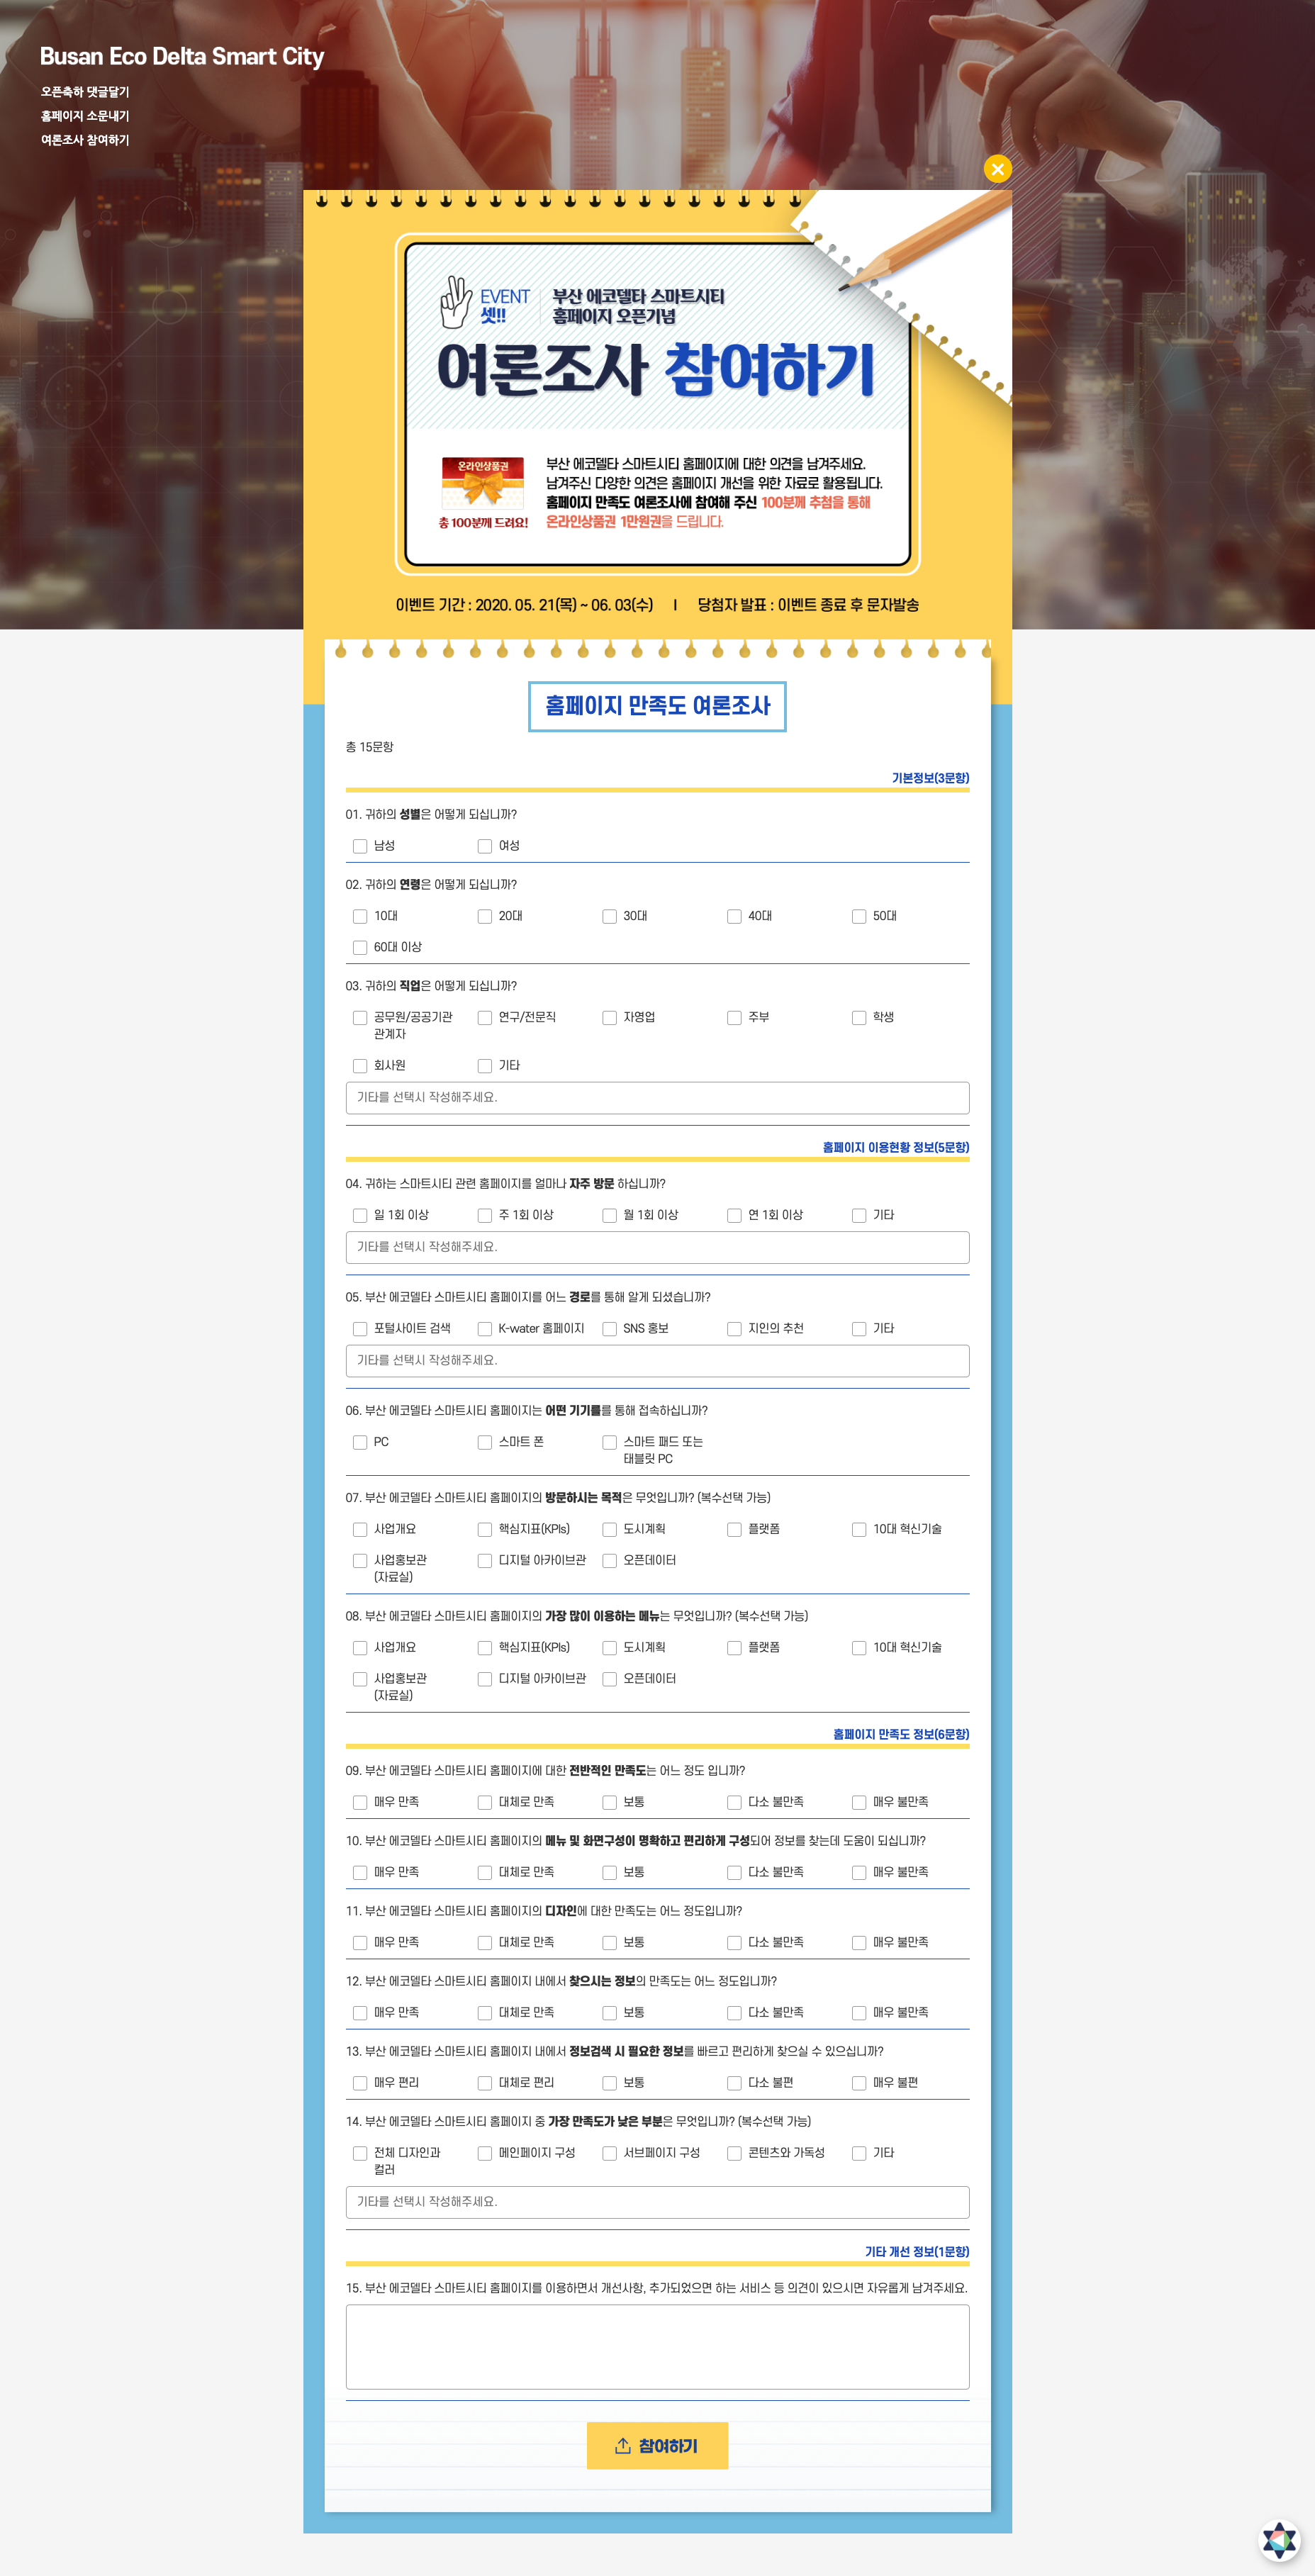 Busan Eco Delta Smart City
오픈축하 댓글달기
홈페이지 소문내기
여론조사 참여하기
EVENT 셋!!
부산 에코델타 스마트시티
홈페이지 오픈기념
여론조사 참여하기
온라인상품권
총 100분께 드려요!
부산 에코델타 스마트시티 홈페이지에 대한 의견을 남겨주세요.
남겨주신 다양한 의견은 홈페이지 개선을 위한 자료로 활용됩니다.
홈페이지 만족도 여론조사에 참여해 주신 100분께 추첨을 통해
온라인상품권 1만원권을 드립니다.
이벤트 기간 : 2020. 05. 21(목) ~ 06. 03(수) | 당첨자 발표 : 이벤트 종료 후 문자발송
홈페이지 만족도 여론조사
총 15문항
기본정보(3문항)
01. 귀하의 성별은 어떻게 되십니까?
남성 여성
02. 귀하의 연령은 어떻게 되십니까?
10대 20대 30대 40대 50대
60대 이상
03. 귀하의 직업은 어떻게 되십니까?
공무원/공공기관 관계자 연구/전문직 자영업 주부 학생
회사원 기타
기타를 선택시 작성해주세요.
홈페이지 이용현황 정보(5문항)
04. 귀하는 스마트시티 관련 홈페이지를 얼마나 자주 방문 하십니까?
일 1회 이상 주 1회 이상 월 1회 이상 연 1회 이상 기타
기타를 선택시 작성해주세요.
05. 부산 에코델타 스마트시티 홈페이지를 어느 경로를 통해 알게 되셨습니까?
포털사이트 검색 K-water 홈페이지 SNS 홍보 지인의 추천 기타
기타를 선택시 작성해주세요.
06. 부산 에코델타 스마트시티 홈페이지는 어떤 기기를를 통해 접속하십니까?
PC 스마트 폰 스마트 패드 또는 태블릿 PC
07. 부산 에코델타 스마트시티 홈페이지의 방문하시는 목적은 무엇입니까? (복수선택 가능)
사업개요 핵심지표(KPIs) 도시계획 플랫폼 10대 혁신기술
사업홍보관 (자료실) 디지털 아카이브관 오픈데이터
08. 부산 에코델타 스마트시티 홈페이지의 가장 많이 이용하는 메뉴는 무엇입니까? (복수선택 가능)
사업개요 핵심지표(KPIs) 도시계획 플랫폼 10대 혁신기술
사업홍보관 (자료실) 디지털 아카이브관 오픈데이터
홈페이지 만족도 정보(6문항)
09. 부산 에코델타 스마트시티 홈페이지에 대한 전반적인 만족도는 어느 정도 입니까?
매우 만족 대체로 만족 보통 다소 불만족 매우 불만족
10. 부산 에코델타 스마트시티 홈페이지의 메뉴 및 화면구성이 명확하고 편리하게 구성되어 정보를 찾는데 도움이 되십니까?
매우 만족 대체로 만족 보통 다소 불만족 매우 불만족
11. 부산 에코델타 스마트시티 홈페이지의 디자인에 대한 만족도는 어느 정도입니까?
매우 만족 대체로 만족 보통 다소 불만족 매우 불만족
12. 부산 에코델타 스마트시티 홈페이지 내에서 찾으시는 정보의 만족도는 어느 정도입니까?
매우 만족 대체로 만족 보통 다소 불만족 매우 불만족
13. 부산 에코델타 스마트시티 홈페이지 내에서 정보검색 시 필요한 정보를 빠르고 편리하게 찾으실 수 있으십니까?
매우 편리 대체로 편리 보통 다소 불편 매우 불편
14. 부산 에코델타 스마트시티 홈페이지 중 가장 만족도가 낮은 부분은 무엇입니까? (복수선택 가능)
전체 디자인과 컬러 메인페이지 구성 서브페이지 구성 콘텐츠와 가독성 기타
기타를 선택시 작성해주세요.
기타 개선 정보(1문항)
15. 부산 에코델타 스마트시티 홈페이지를 이용하면서 개선사항, 추가되었으면 하는 서비스 등 의견이 있으시면 자유롭게 남겨주세요.
참여하기